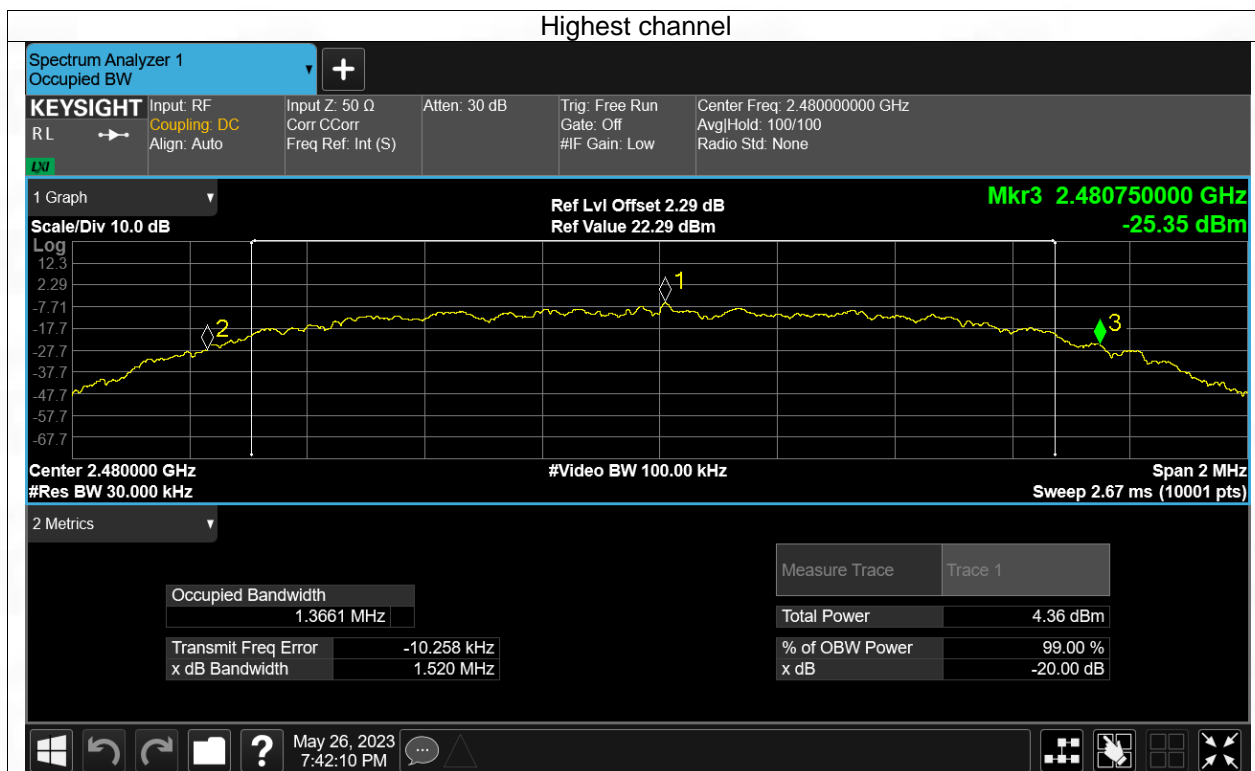 Highest channel
Spectrum Analyzer 1
Occupied BW
+
KEYSIGHT
R L
LXI
Input: RF
Coupling: DC
Align: Auto
Input Z: 50 Ω
Corr CCorr
Freq Ref: Int (S)
Atten: 30 dB
Trig: Free Run
Gate: Off
#IF Gain: Low
Center Freq: 2.480000000 GHz
Avg|Hold: 100/100
Radio Std: None
1 Graph
Scale/Div 10.0 dB
Ref Lvl Offset 2.29 dB
Ref Value 22.29 dBm
Mkr3 2.480750000 GHz
-25.35 dBm
Log
12.3
2.29
-7.71
-17.7
-27.7
-37.7
-47.7
-57.7
-67.7
1
2
3
Center 2.480000 GHz
#Video BW 100.00 kHz
Span 2 MHz
#Res BW 30.000 kHz
Sweep 2.67 ms (10001 pts)
2 Metrics
Measure Trace Trace 1
Occupied Bandwidth
1.3661 MHz
Total Power 4.36 dBm
Transmit Freq Error -10.258 kHz
% of OBW Power 99.00 %
x dB Bandwidth 1.520 MHz
x dB -20.00 dB
?
May 26, 2023
7:42:10 PM